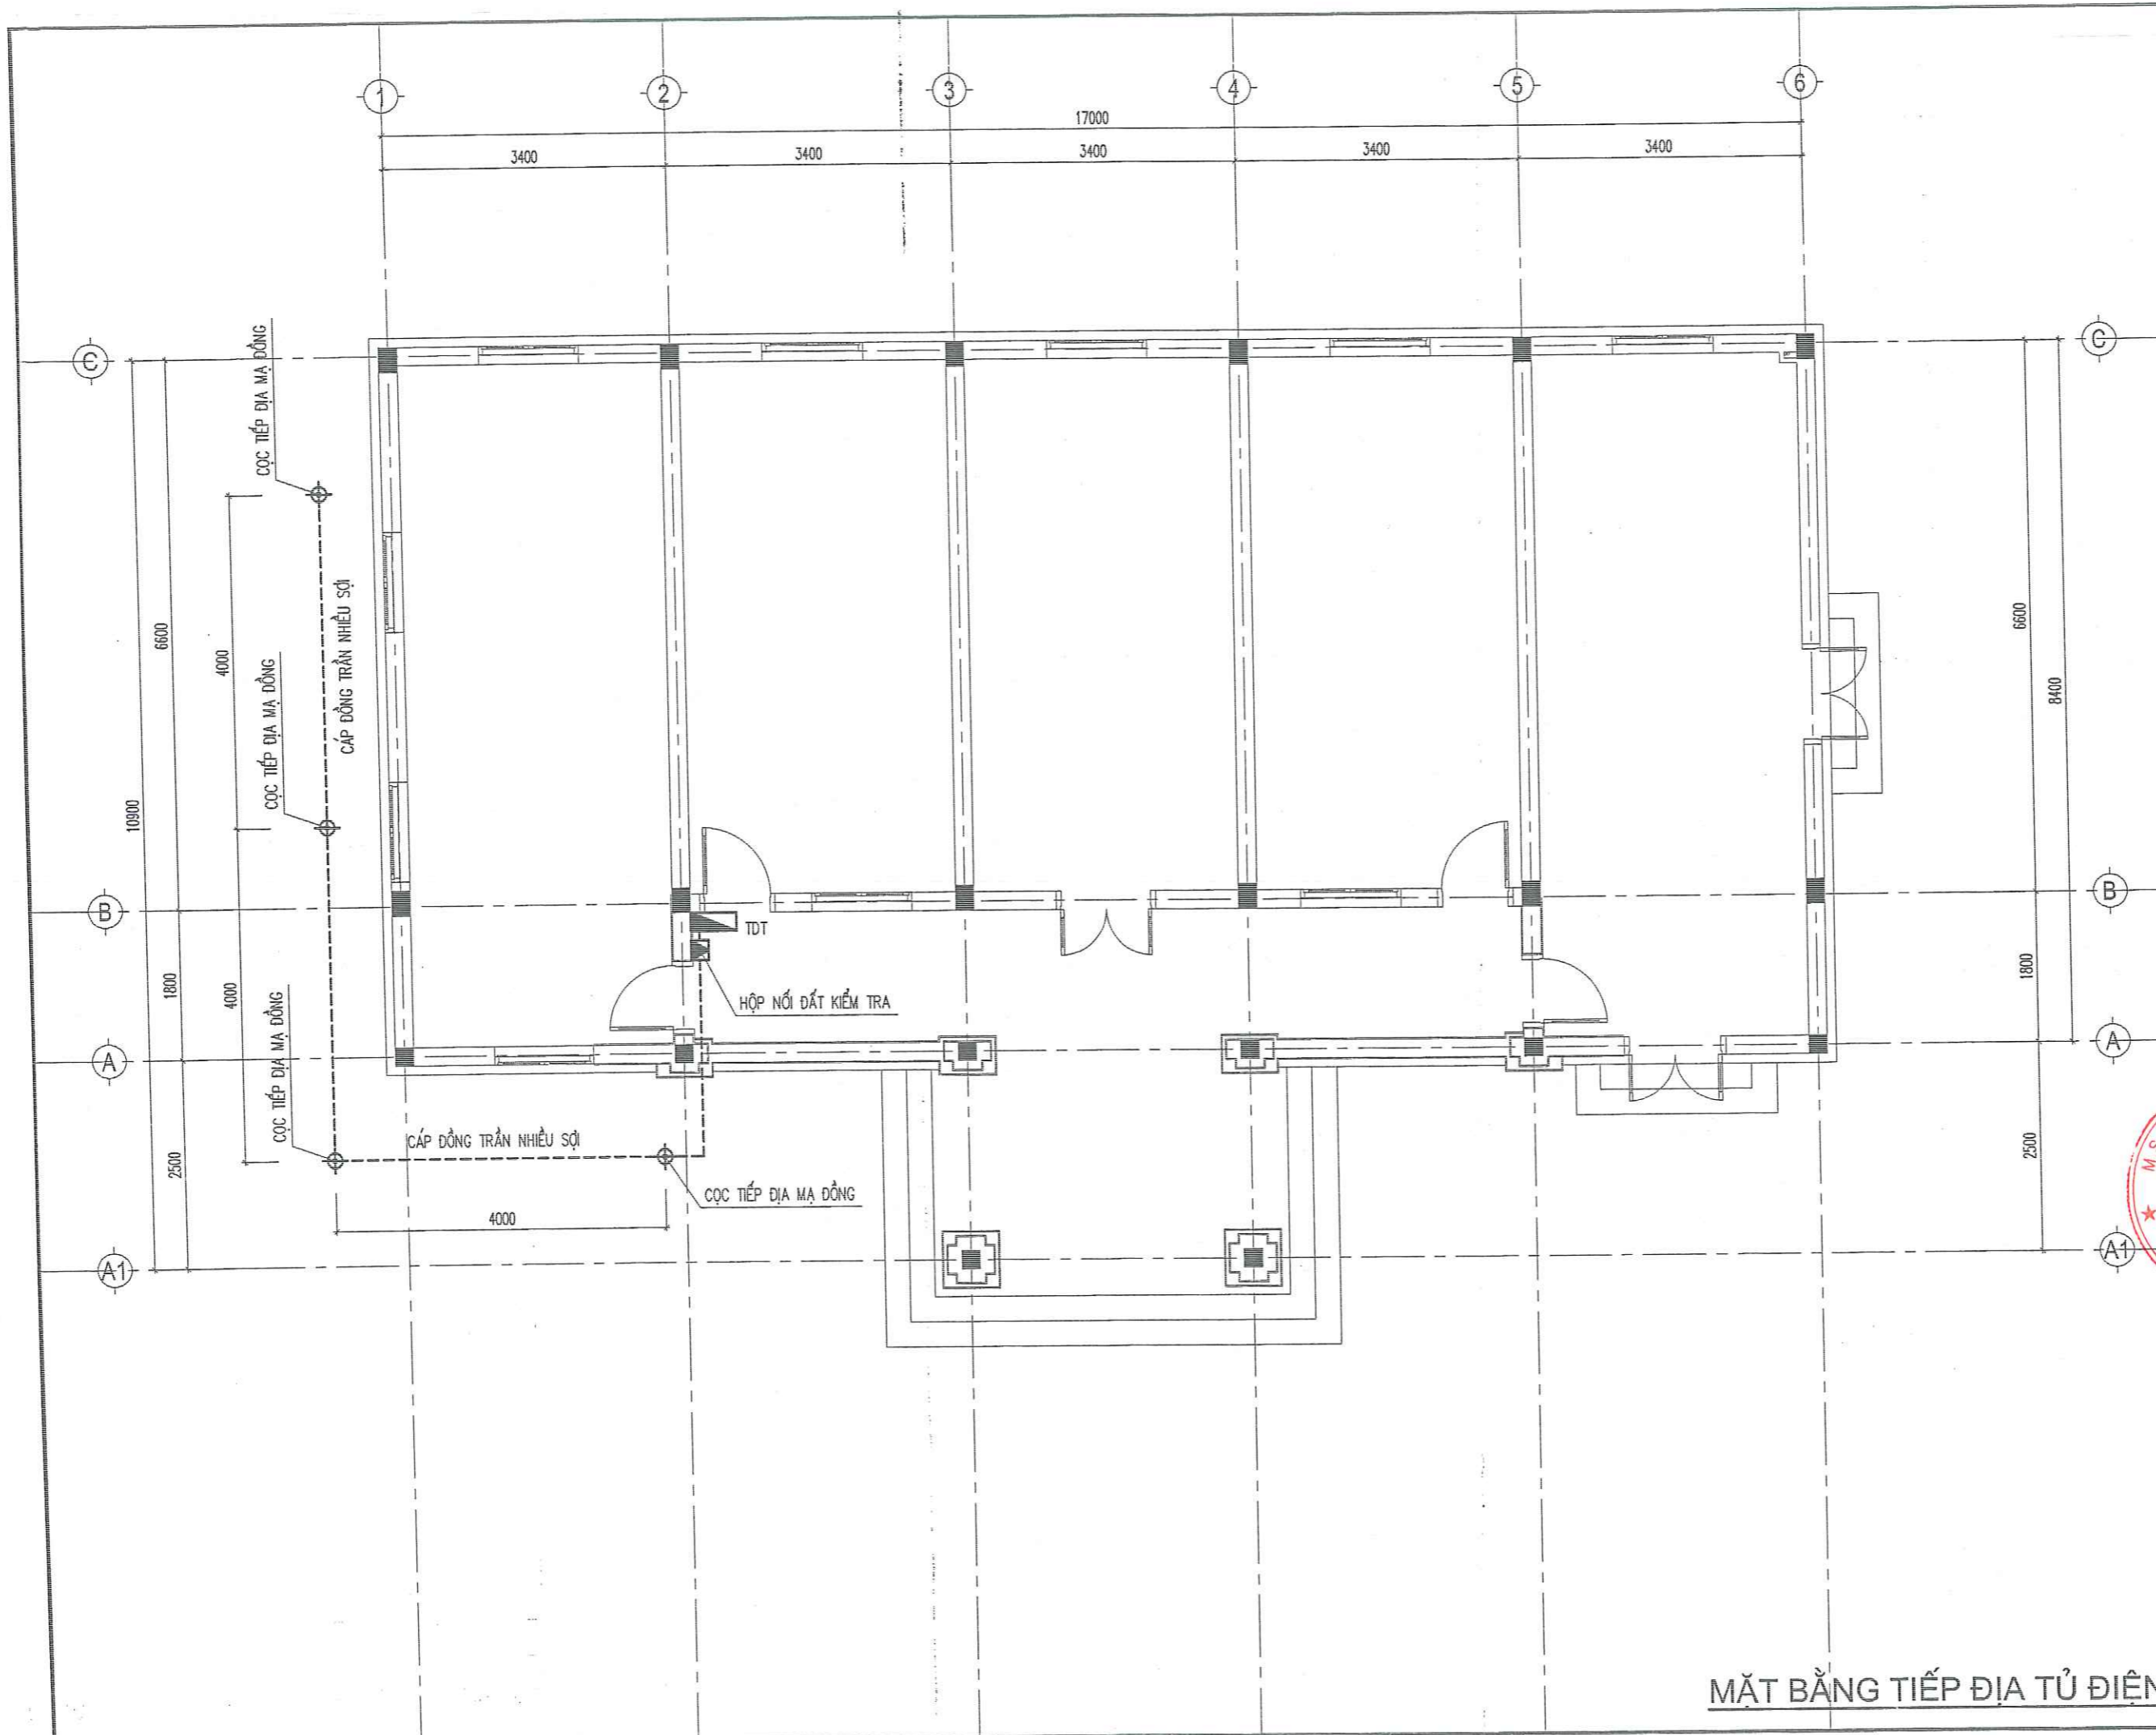 1
2
3
4
5
6
17000
3400
3400
3400
3400
3400
C
C
CỌC TIẾP ĐỊA MẠ ĐỒNG
CÁP ĐỒNG TRẦN NHIỀU SỢI
CỌC TIẾP ĐỊA MẠ ĐỒNG
6600
4000
10900
6600
8400
B
TDT
B
1800
4000
CỌC TIẾP ĐỊA MẠ ĐỒNG
HỘP NỐI ĐẤT KIỂM TRA
1800
A
A
CÁP ĐỒNG TRẦN NHIỀU SỢI
2500
2500
CỌC TIẾP ĐỊA MẠ ĐỒNG
4000
A1
A1
MẶT BẰNG TIẾP ĐỊA TỦ ĐIỆN